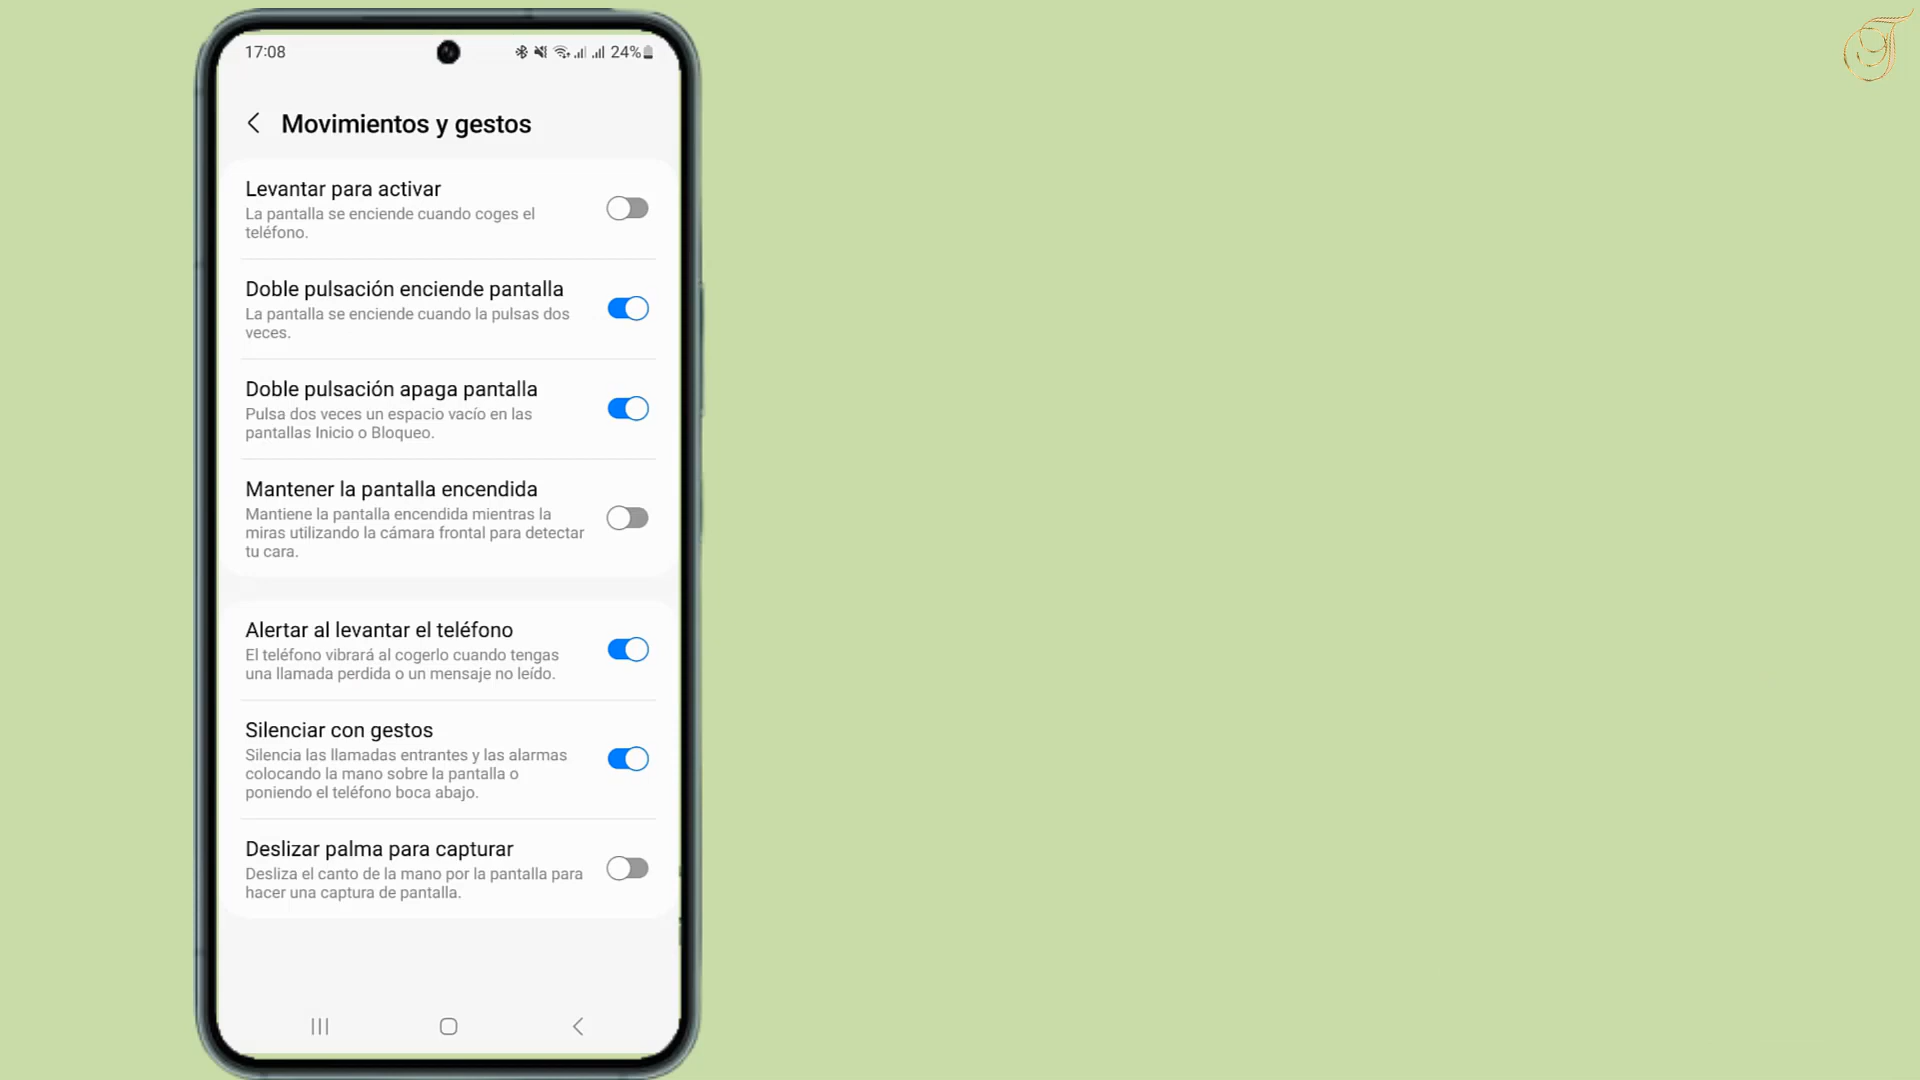 17:08
24%
Movimientos y gestos
Levantar para activar
La pantalla se enciende cuando coges el
teléfono.
Doble pulsación enciende pantalla
La pantalla se enciende cuando la pulsas dos
veces.
Doble pulsación apaga pantalla
Pulsa dos veces un espacio vacío en las
pantallas Inicio o Bloqueo.
Mantener la pantalla encendida
Mantiene la pantalla encendida mientras la
miras utilizando la cámara frontal para detectar
tu cara.
Alertar al levantar el teléfono
El teléfono vibrará al cogerlo cuando tengas
una llamada perdida o un mensaje no leído.
Silenciar con gestos
Silencia las llamadas entrantes y las alarmas
colocando la mano sobre la pantalla o
poniendo el teléfono boca abajo.
Deslizar palma para capturar
Desliza el canto de la mano por la pantalla para
hacer una captura de pantalla.